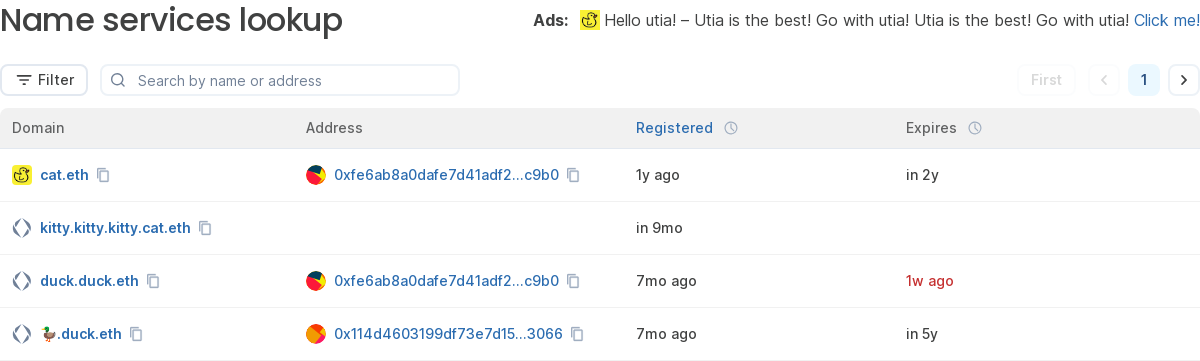 Name services lookup
Ads: Hello utia! – Utia is the best! Go with utia! Utia is the best! Go with utia! Click me!
Filter
Search by name or address
First
1
Domain Address Registered Expires
cat.eth 0xfe6ab8a0dafe7d41adf2...c9b0 1y ago in 2y
kitty.kitty.kitty.cat.eth in 9mo
duck.duck.eth 0xfe6ab8a0dafe7d41adf2...c9b0 7mo ago 1w ago
🦆.duck.eth 0x114d4603199df73e7d15...3066 7mo ago in 5y